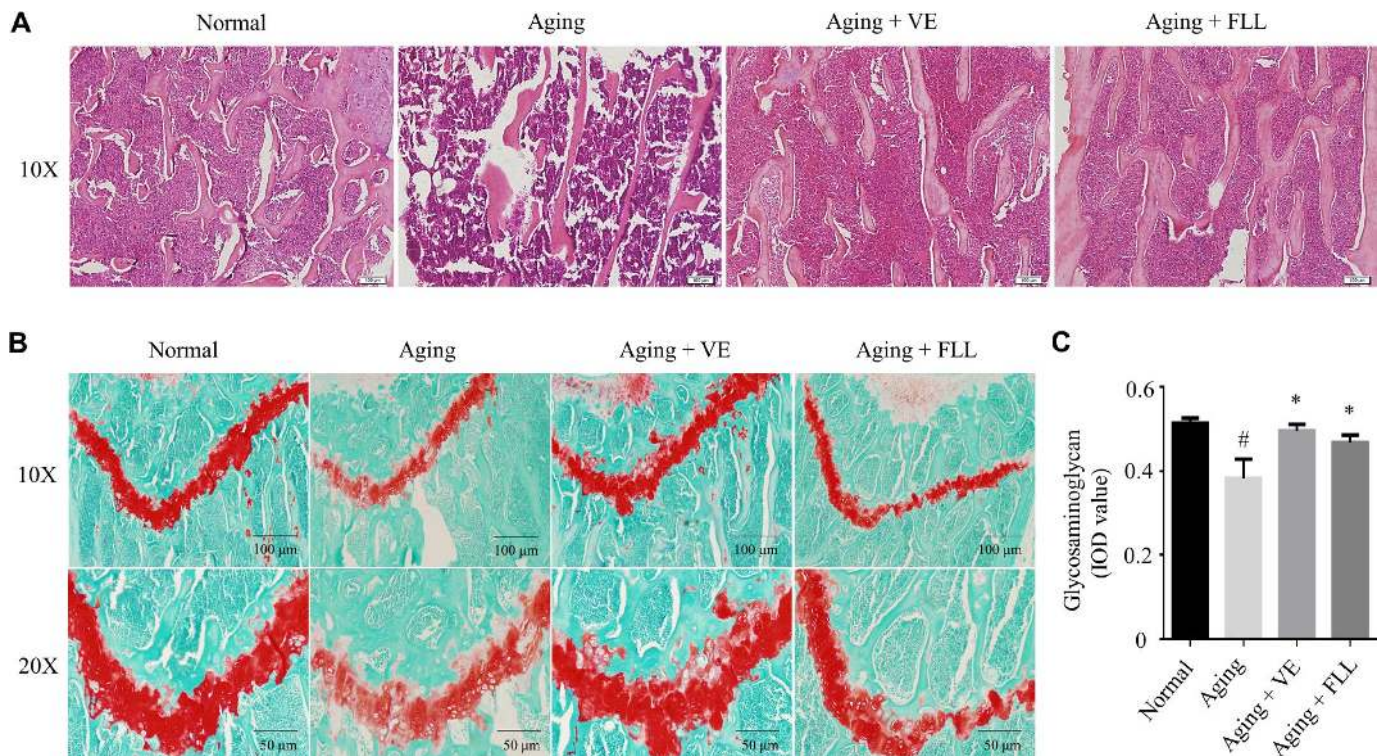 A
Normal
Aging
Aging + VE
Aging + FLL
10X
B
Normal
Aging
Aging + VE
Aging + FLL
10X
100 µm
100 µm
100 µm
100 µm
20X
50 µm
50 µm
50 µm
50 µm
C
Glycosaminoglycan
(IOD value)
0.6
0.4
0.2
0
#
*
*
Normal
Aging
Aging + VE
Aging + FLL